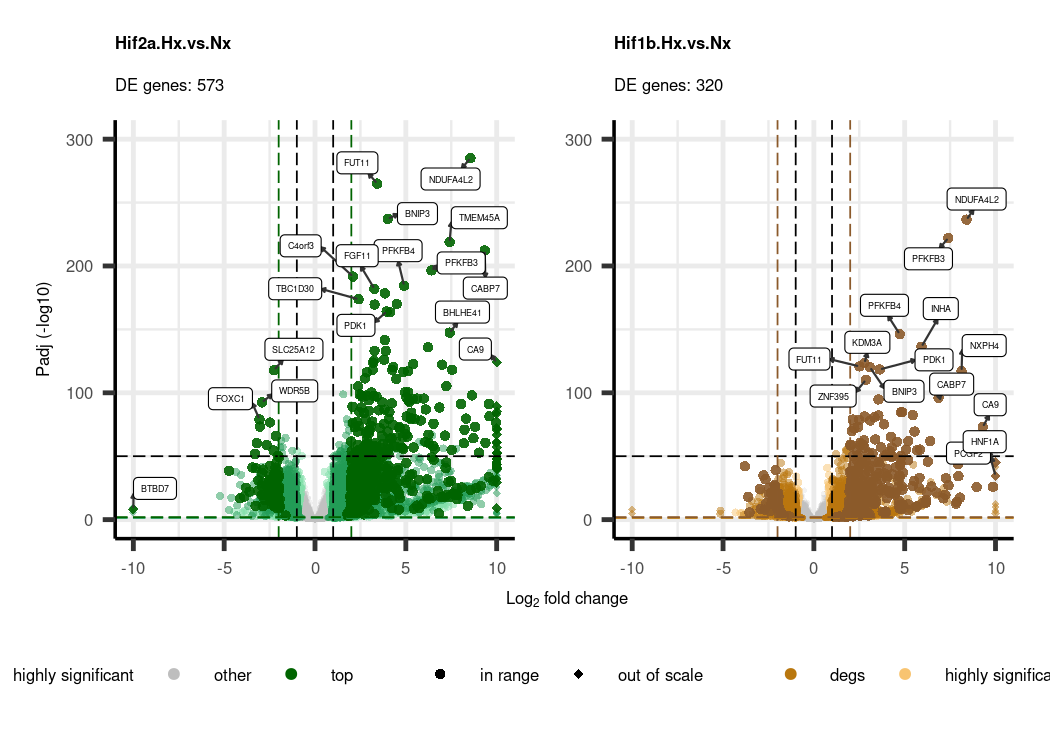 Hif2a.Hx.vs.Nx
DE genes: 573
Padj (-log10)
300
200
100
0
-10
-5
0
5
10
FUT11
NDUFA4L2
BNIP3
TMEM45A
C4orf3
FGF11
PFKFB4
PFKFB3
TBC1D30
CABP7
PDK1
BHLHE41
SLC25A12
CA9
FOXC1
WDR5B
BTBD7
Hif1b.Hx.vs.Nx
DE genes: 320
300
200
100
0
-10
-5
0
5
10
NDUFA4L2
PFKFB3
PFKFB4
INHA
KDM3A
NXPH4
FUT11
PDK1
ZNF395
BNIP3
CABP7
CA9
HNF1A
Log2 fold change
highly significant
other
top
in range
out of scale
degs
highly significa